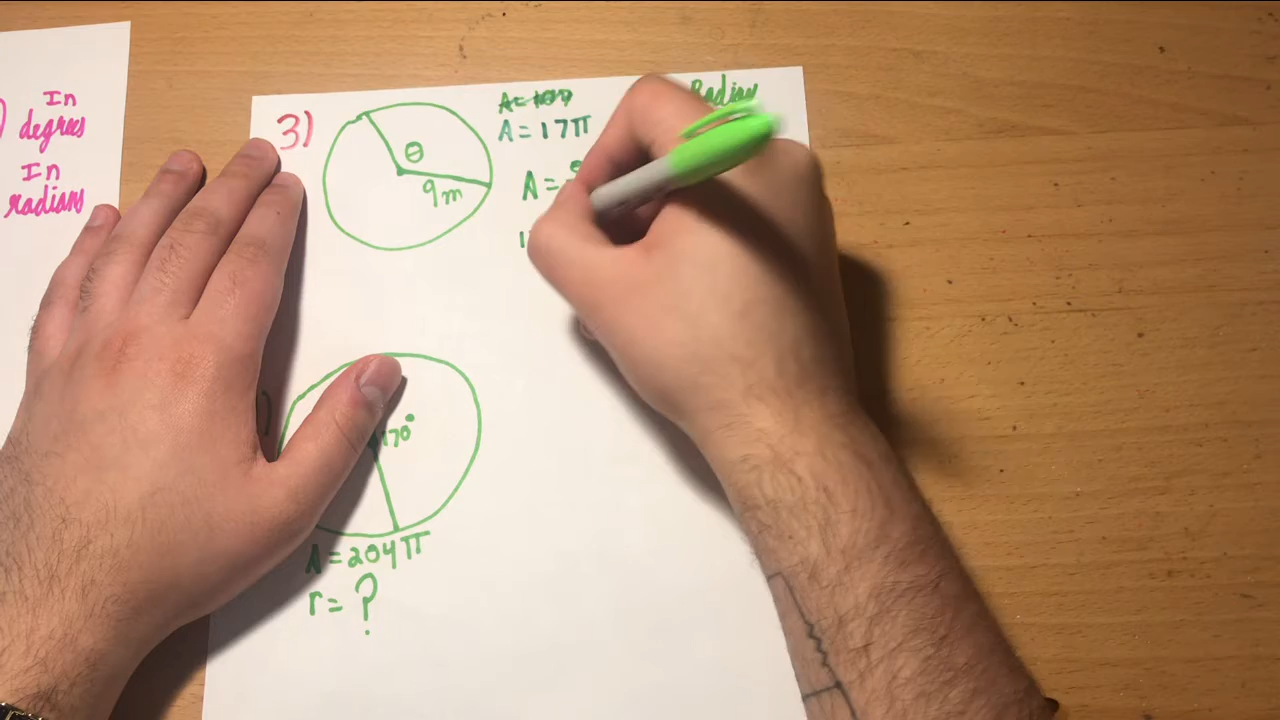 ) In
degrees
In
radians
3)
θ
9m
A = 17π
A =
Radian
170°
A = 204π
r = ?